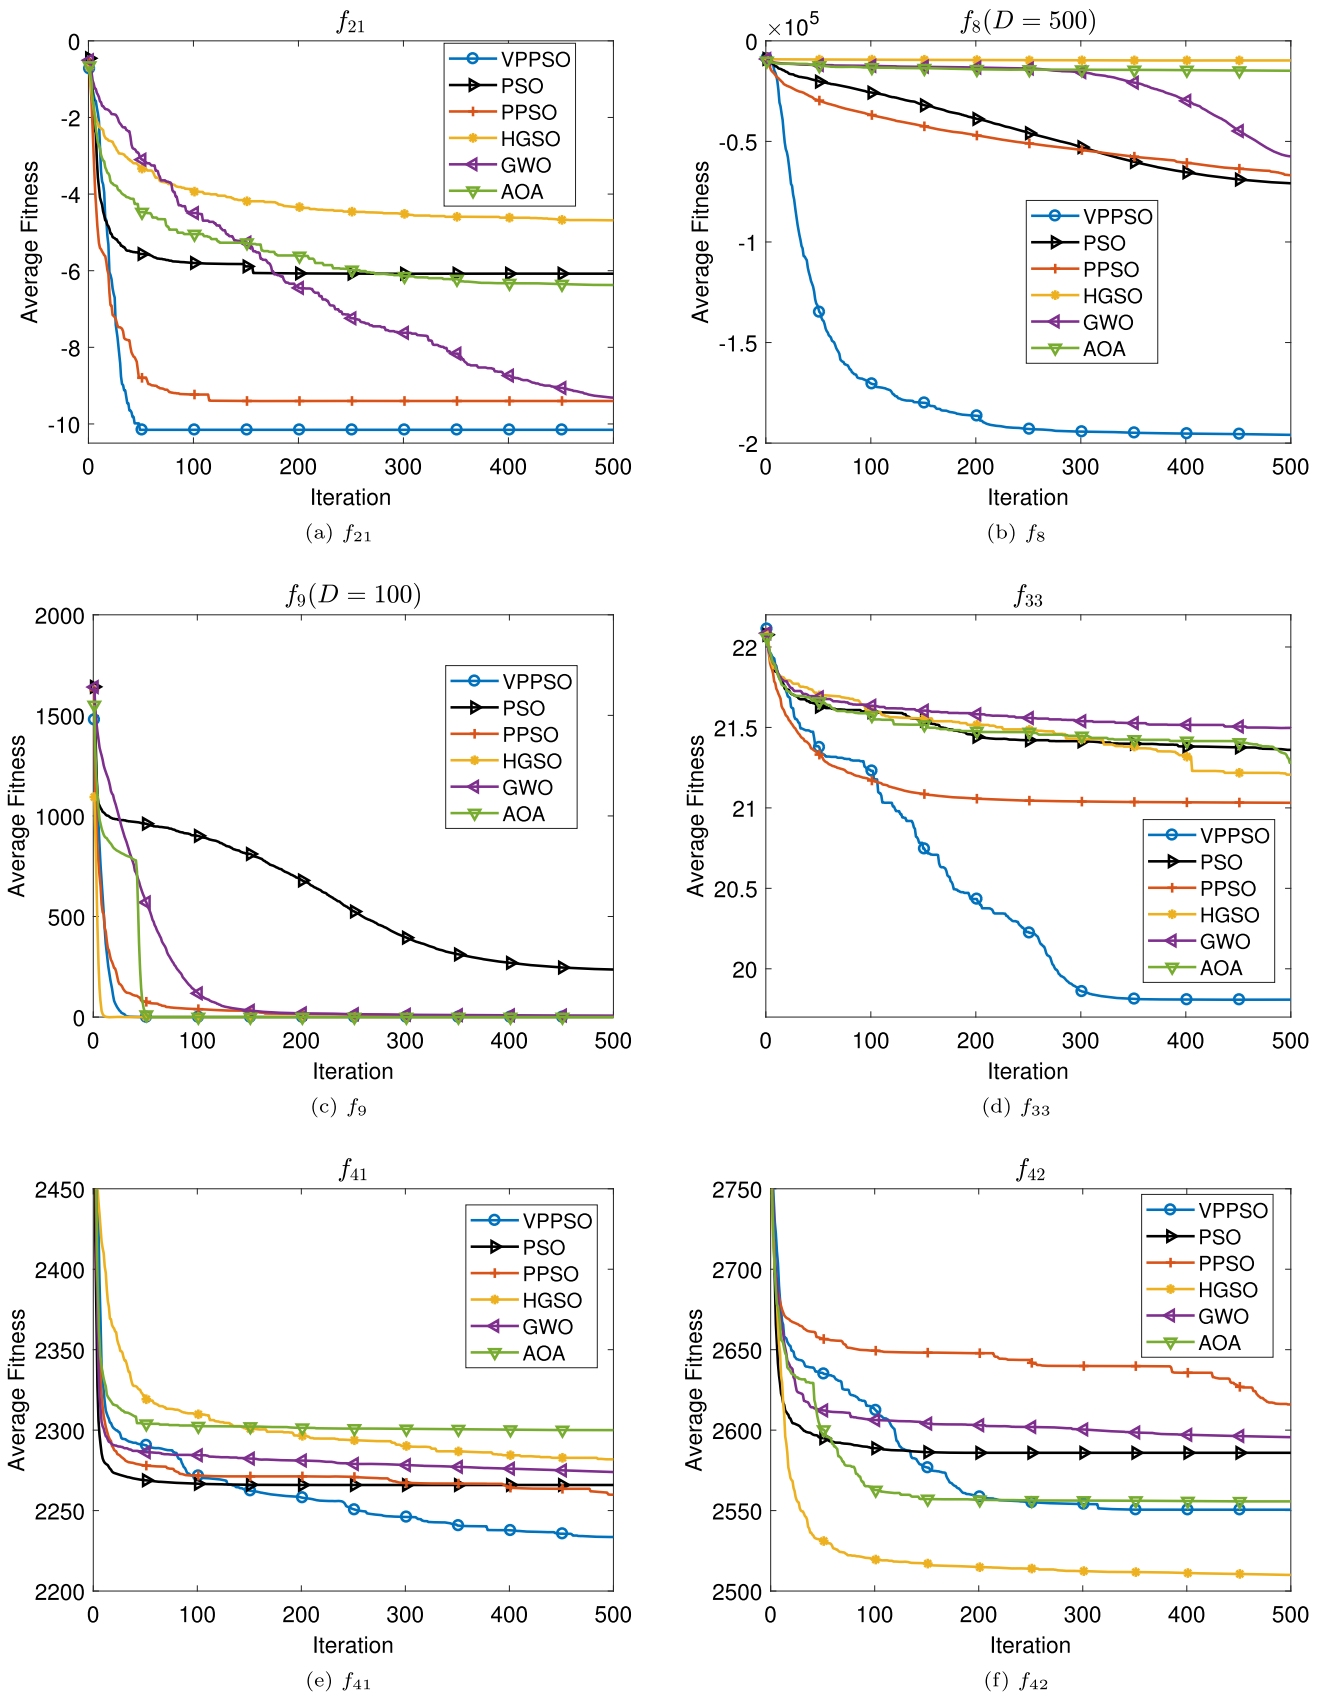 f21
0
-2
-4
-6
-8
-10
Average Fitness
VPPSO
PSO
PPSO
HGSO
GWO
AOA
0 100 200 300 400 500
Iteration
(a) f21
f8(D = 500)
×10^5
0
-0.5
-1
-1.5
-2
Average Fitness
VPPSO
PSO
PPSO
HGSO
GWO
AOA
0 100 200 300 400 500
Iteration
(b) f8
f9(D = 100)
2000
1500
1000
500
0
Average Fitness
VPPSO
PSO
PPSO
HGSO
GWO
AOA
0 100 200 300 400 500
Iteration
(c) f9
f33
22
21.5
21
20.5
20
Average Fitness
VPPSO
PSO
PPSO
HGSO
GWO
AOA
0 100 200 300 400 500
Iteration
(d) f33
f41
2450
2400
2350
2300
2250
2200
Average Fitness
VPPSO
PSO
PPSO
HGSO
GWO
AOA
0 100 200 300 400 500
Iteration
(e) f41
f42
2750
2700
2650
2600
2550
2500
Average Fitness
VPPSO
PSO
PPSO
HGSO
GWO
AOA
0 100 200 300 400 500
Iteration
(f) f42